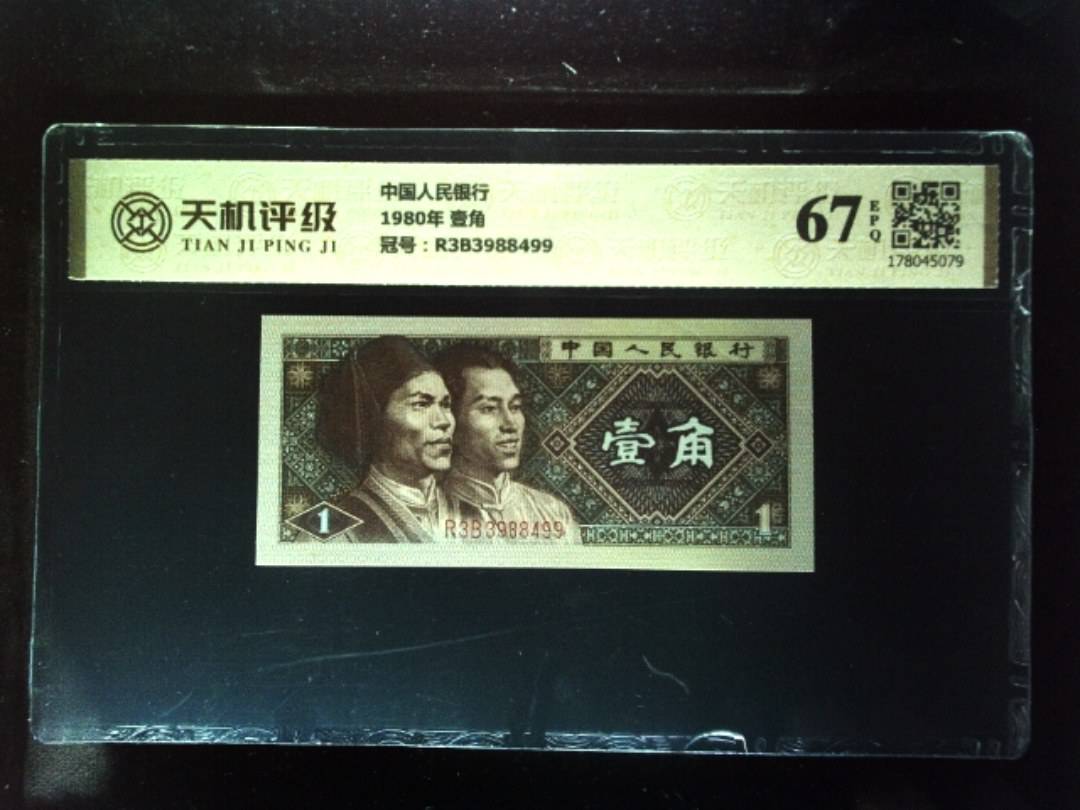 天机评级
TIAN JI PING JI
中国人民银行
1980年 壹角
冠号：R3B3988499
67
EPQ
178045079
中国人民银行
壹角
1
R3B3988499
1